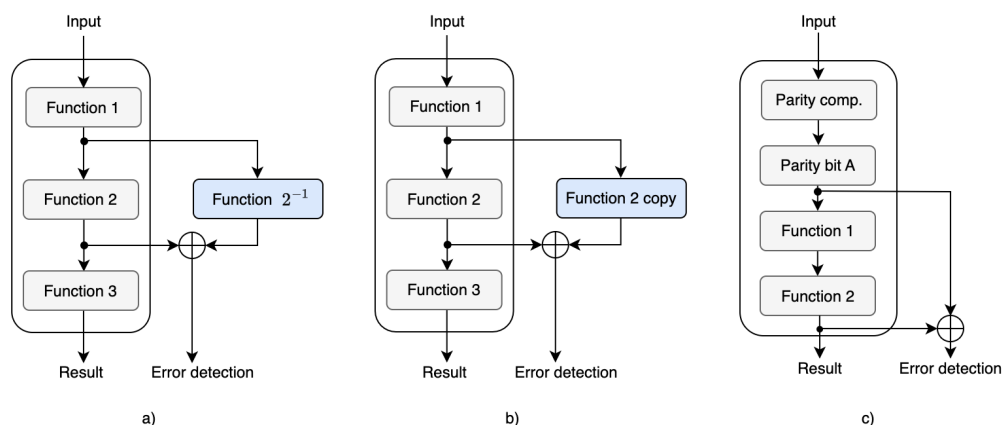 Input
Function 1
Function 2
Function 2⁻¹
Function 3
Result
Error detection
a)
Input
Function 1
Function 2
Function 2 copy
Function 3
Result
Error detection
b)
Input
Parity comp.
Parity bit A
Function 1
Function 2
Result
Error detection
c)